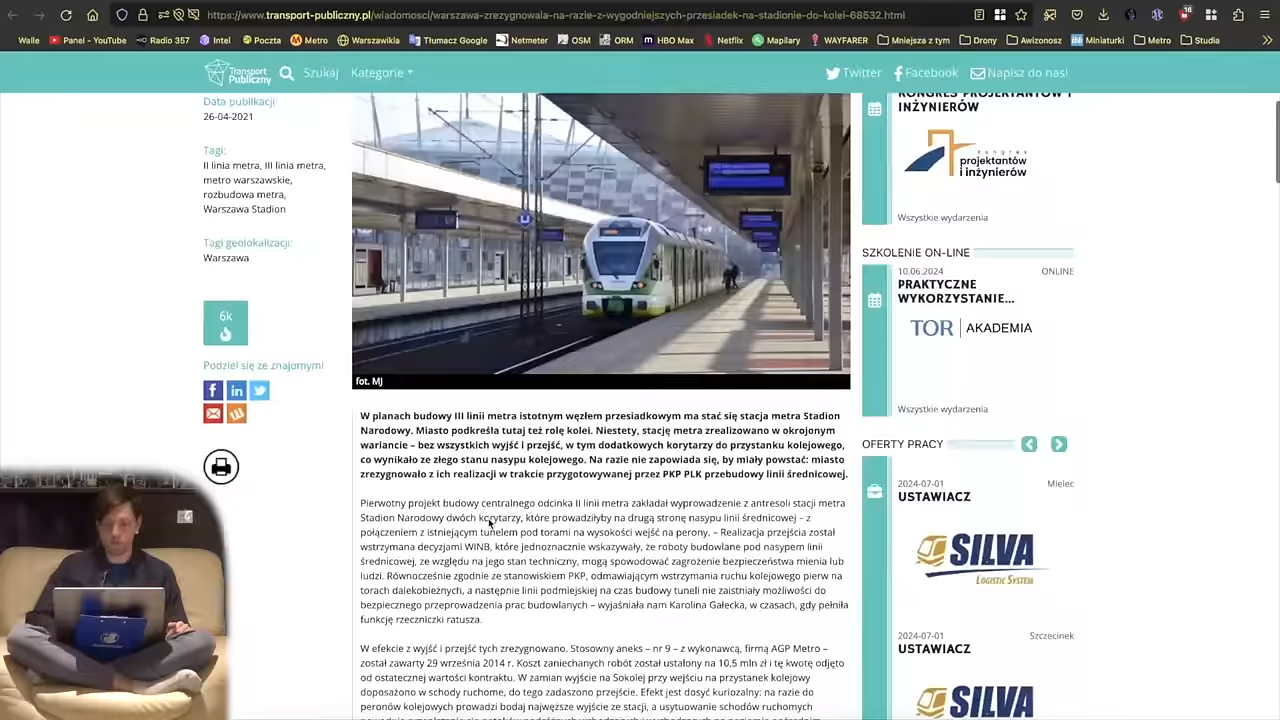 https://www.transport-publiczny.pl/wiadomosci/warszawa-zrezygnowala-na-razie-z-wygodniejszych-przesiadek-na-stadionie-do-kolei-68532.html
16
Walle Panel - YouTube Radio 357 Intel Poczta Metro Warszawikia Tłumacz Google Netmeter OSM ORM HBO Max Netflix Mapilary WAYFARER Mniejsza z tym Drony Awizonosz Miniaturki Metro Studia
Transport Publiczny Szukaj Kategorie Twitter Facebook Napisz do nas!
Data publikacji:
26-04-2021
Tagi:
II linia metra, III linia metra,
metro warszawskie,
rozbudowa metra,
Warszawa Stadion
Tagi geolokalizacji:
Warszawa
6k
Podziel się ze znajomymi
fot. MJ
W planach budowy III linii metra istotnym węzłem przesiadkowym ma stać się stacja metra Stadion
Narodowy. Miasto podkreśla tutaj też rolę kolei. Niestety, stację metra zrealizowano w okrojonym
wariancie – bez wszystkich wyjść i przejść, w tym dodatkowych korytarzy do przystanku kolejowego,
co wynikało ze złego stanu nasypu kolejowego. Na razie nie zapowiada się, by miały powstać: miasto
zrezygnowało z ich realizacji w trakcie przygotowywanej przez PKP PLK przebudowy linii średnicowej.
Pierwotny projekt budowy centralnego odcinka II linii metra zakładał wyprowadzenie z antresoli stacji metra
Stadion Narodowy dwóch korytarzy, które prowadziłyby na drugą stronę nasypu linii średnicowej – z
połączeniem z istniejącym tunelem pod torami na wysokości wejść na perony. – Realizacja przejścia został
wstrzymana decyzjami WINB, które jednoznacznie wskazywały, że roboty budowlane pod nasypem linii
średnicowej, ze względu na jego stan techniczny, mogą spowodować zagrożenie bezpieczeństwa mienia lub
ludzi. Równocześnie zgodnie ze stanowiskiem PKP, odmawiającym wstrzymania ruchu kolejowego pierw na
torach dalekobieżnych, a następnie linii podmiejskiej na czas budowy tuneli nie zaistniały możliwości do
bezpiecznego przeprowadzenia prac budowlanych – wyjaśniała nam Karolina Gałecka, w czasach, gdy pełniła
funkcję rzeczniczki ratusza.
W efekcie z wyjść i przejść tych zrezygnowano. Stosowny aneks – nr 9 – z wykonawcą, firmą AGP Metro –
został zawarty 29 września 2014 r. Koszt zaniechanych robót został ustalony na 10,5 mln zł i tę kwotę odjęto
od ostatecznej wartości kontraktu. W zamian wyjście na Sokolej przy wejściu na przystanek kolejowy
doposażono w schody ruchome, do tego zadaszono przejście. Efekt jest dosyć kuriozalny: na razie do
peronów kolejowych prowadzi bodaj najwęższe wyjście ze stacji, a usytuowanie schodów ruchomych
KONGRES PROJEKTANTÓW I
INŻYNIERÓW
kongres
projektantów
i inżynierów
Wszystkie wydarzenia
SZKOLENIE ON-LINE
10.06.2024 ONLINE
PRAKTYCZNE
WYKORZYSTANIE...
TOR AKADEMIA
Wszystkie wydarzenia
OFERTY PRACY
2024-07-01 Mielec
USTAWIACZ
SILVA
LOGISTIC SYSTEM
2024-07-01 Szczecinek
USTAWIACZ
SILVA